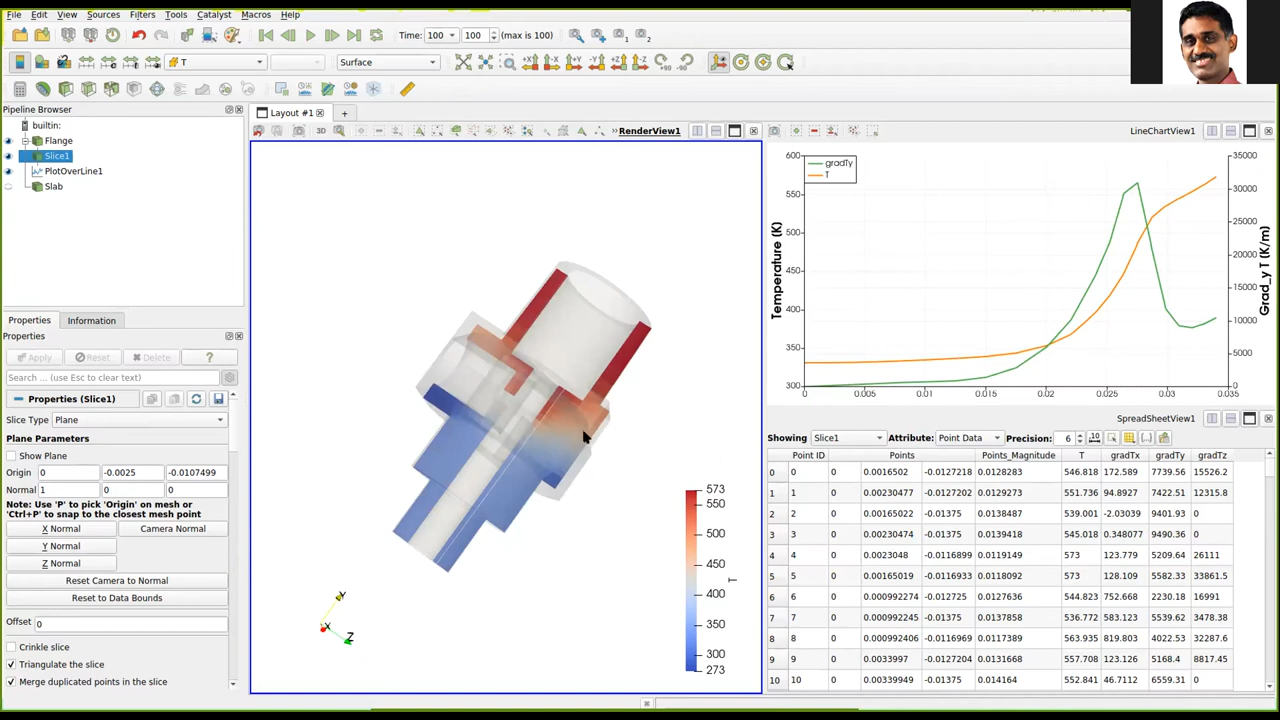 File Edit View Sources Filters Tools Catalyst Macros Help
Time: 100 100 (max is 100)
T Surface
Pipeline Browser
builtin:
Flange
Slice1
PlotOverLine1
Slab
Properties Information
Properties
Apply Reset Delete ?
Search ... (use Esc to clear text)
Properties (Slice1)
Slice Type Plane
Plane Parameters
Show Plane
Origin 0 -0.0025 -0.0107499
Normal 1 0 0
Note: Use 'P' to pick 'Origin' on mesh or
'Ctrl+P' to snap to the closest mesh point
X Normal Camera Normal
Y Normal
Z Normal
Reset Camera to Normal
Reset to Data Bounds
Offset 0
Crinkle slice
Triangulate the slice
Merge duplicated points in the slice
Layout #1 +
3D RenderView1
573
550
500
450
400
350
300
273
T
Y
X
Z
LineChartView1
gradTy
T
Temperature (K)
600
550
500
450
400
350
300
0 0.005 0.01 0.015 0.02 0.025 0.03 0.035
35000
30000
25000
20000
15000
10000
5000
0
Grad_y T (K/m)
SpreadSheetView1
Showing Slice1 Attribute: Point Data Precision: 6
Point ID Points Points_Magnitude T gradTx gradTy gradTz
0 0 0 0.0016502 -0.0127218 0.0128283 546.818 172.589 7739.56 15526.2
1 1 0 0.00230477 -0.0127202 0.0129273 551.736 94.8927 7422.51 12315.8
2 2 0 0.00165022 -0.01375 0.0138487 539.001 -2.03039 9401.93 0
3 3 0 0.00230474 -0.01375 0.0139418 545.018 0.348077 9490.36 0
4 4 0 0.0023048 -0.0116899 0.0119149 573 123.779 5209.64 26111
5 5 0 0.00165019 -0.0116933 0.0118092 573 128.109 5582.33 33861.5
6 6 0 0.000992274 -0.012725 0.0127636 544.823 752.668 2230.18 16991
7 7 0 0.000992245 -0.01375 0.0137858 536.772 583.123 5539.62 3478.38
8 8 0 0.000992406 -0.0116969 0.0117389 563.935 819.803 4022.53 32287.6
9 9 0 0.0033997 -0.0127204 0.0131668 557.708 123.126 5168.4 8817.45
10 10 0 0.00339949 -0.01375 0.014164 552.841 46.7112 6559.31 0